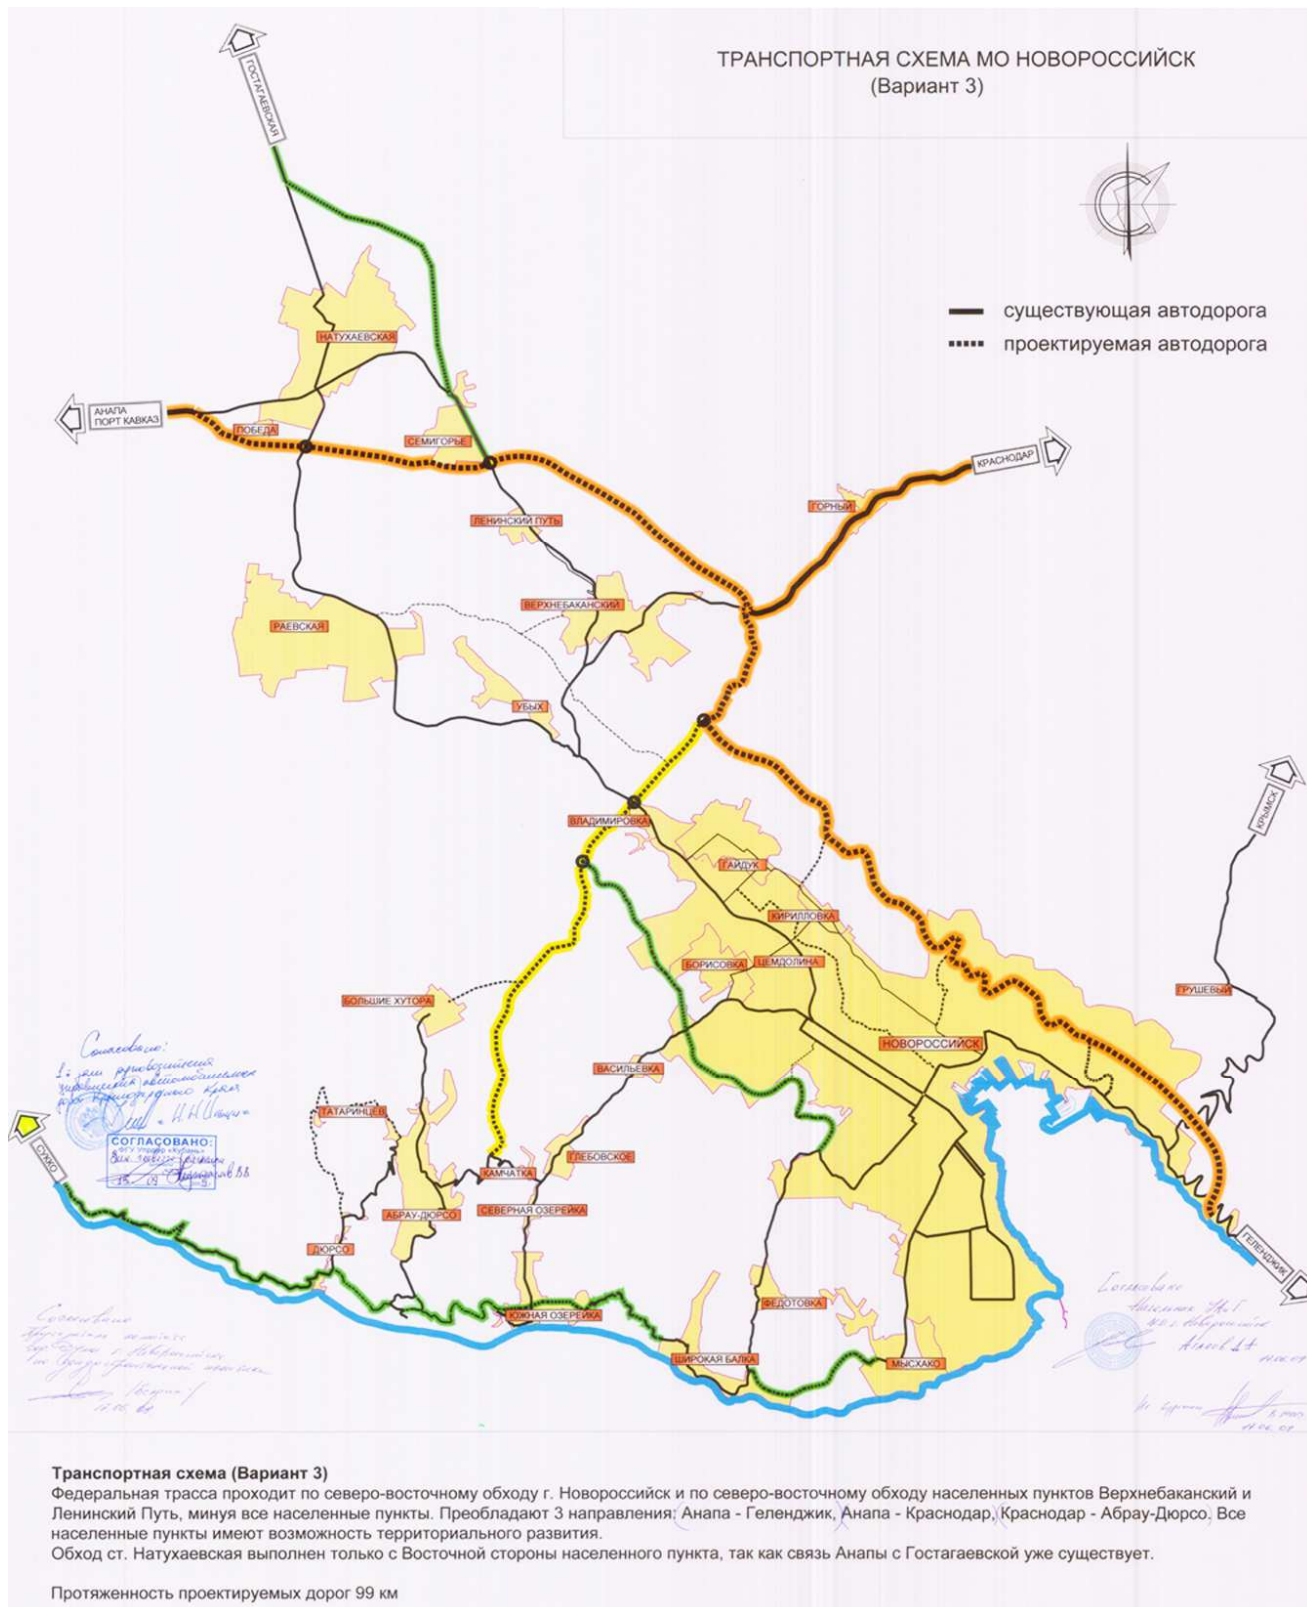 ТРАНСПОРТНАЯ СХЕМА МО НОВОРОССИЙСК
(Вариант 3)
ГОСТАГАЕВСКАЯ
С
существующая автодорога
проектируемая автодорога
НАТУХАЕВСКАЯ
АНАПА
ПОРТ КАВКАЗ
ПОБЕДА
СЕМИГОРЬЕ
КРАСНОДАР
ГОРНЫЙ
ЛЕНИНСКИЙ ПУТЬ
ВЕРХНЕБАКАНСКИЙ
РАЕВСКАЯ
УБЫХ
КРЫМСК
ВЛАДИМИРОВКА
ГАЙДУК
КИРИЛЛОВКА
БОРИСОВКА
ЦЕМДОЛИНА
ГРУШЕВЫЙ
БОЛЬШИЕ ХУТОРА
НОВОРОССИЙСК
ВАСИЛЬЕВКА
Согласовано:
ТАТАРИНЦЕВ
СОГЛАСОВАНО:
СУККО
ГЛЕБОВСКОЕ
КАМЧАТКА
АБРАУ-ДЮРСО
СЕВЕРНАЯ ОЗЕРЕЙКА
ДЮРСО
ГЕЛЕНДЖИК
ЮЖНАЯ ОЗЕРЕЙКА
ФЕДОТОВКА
Согласовано
Согласовано
ШИРОКАЯ БАЛКА
МЫСХАКО
Транспортная схема (Вариант 3)
Федеральная трасса проходит по северо-восточному обходу г. Новороссийск и по северо-восточному обходу населенных пунктов Верхнебаканский и
Ленинский Путь, минуя все населенные пункты. Преобладают 3 направления: Анапа - Геленджик, Анапа - Краснодар, Краснодар - Абрау-Дюрсо. Все
населенные пункты имеют возможность территориального развития.
Обход ст. Натухаевская выполнен только с Восточной стороны населенного пункта, так как связь Анапы с Гостагаевской уже существует.
Протяженность проектируемых дорог 99 км